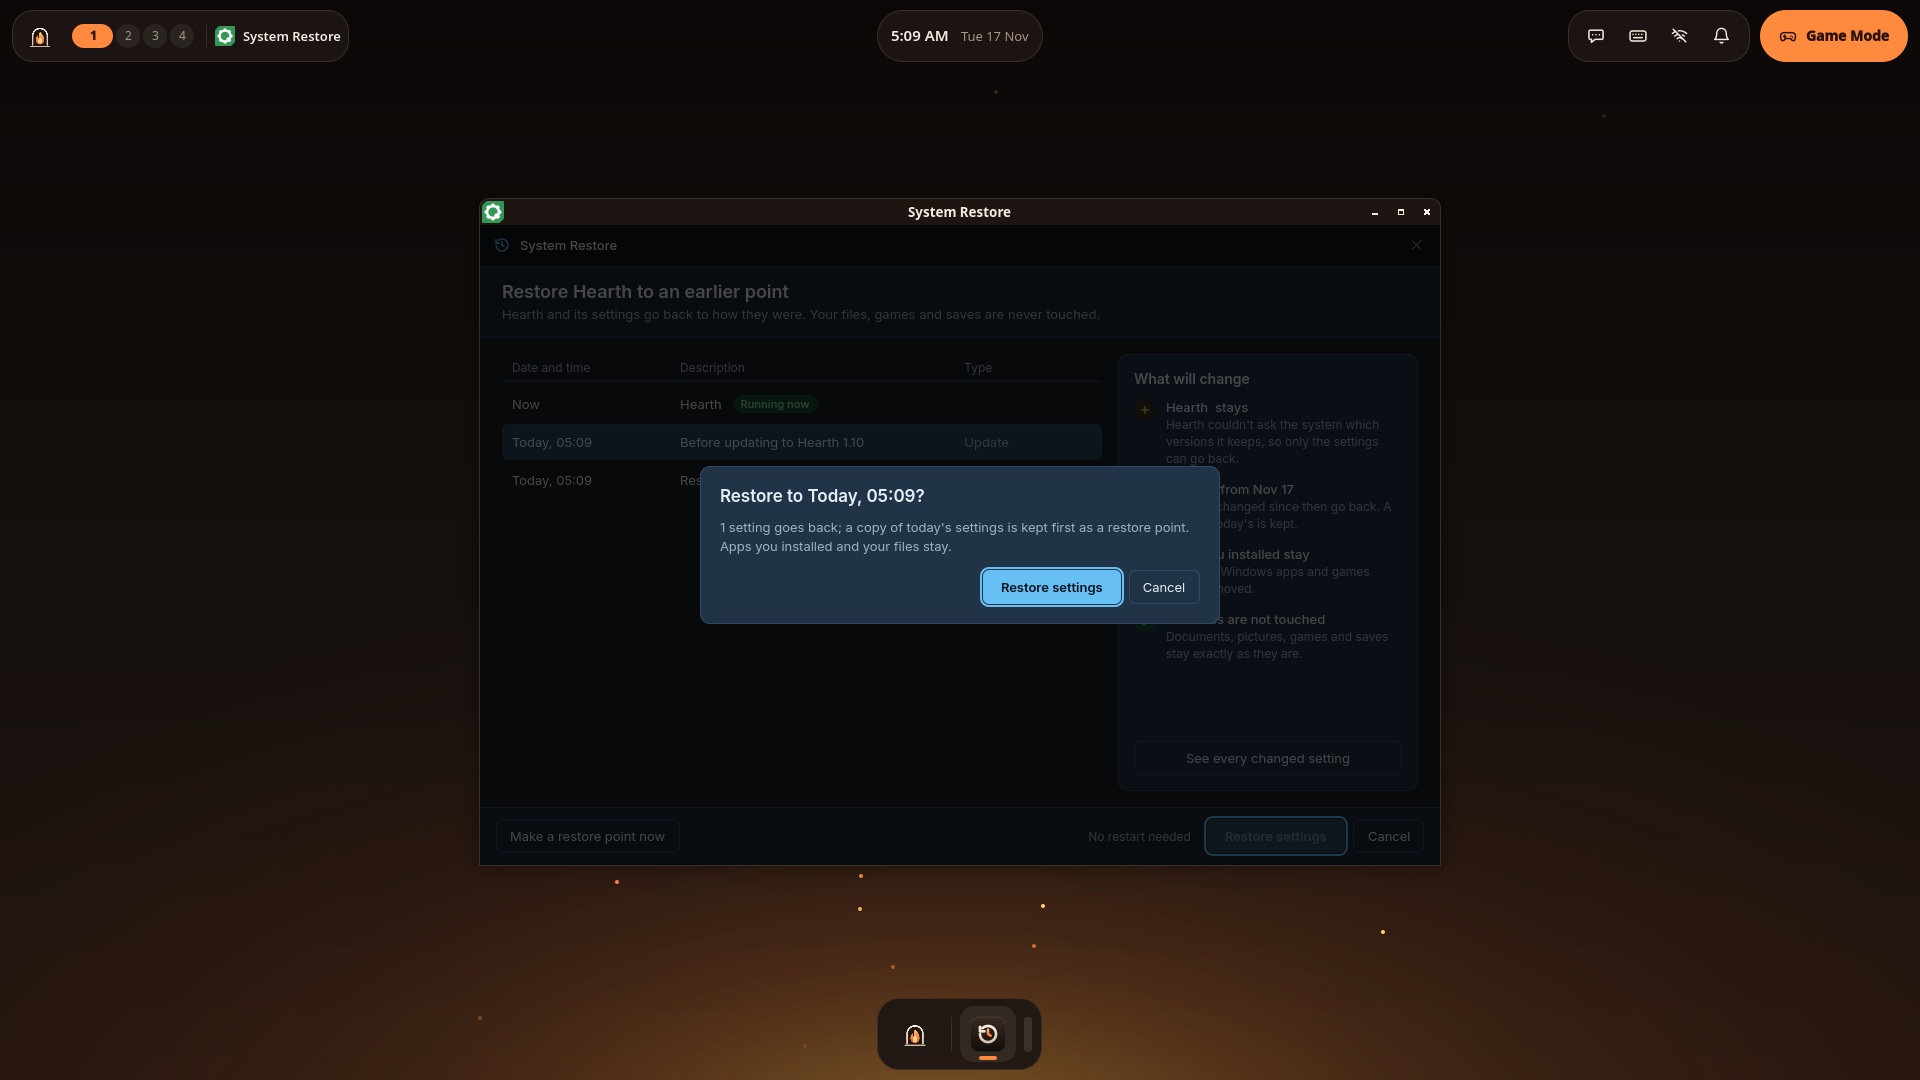 1 2 3 4 System Restore
5:09 AM Tue 17 Nov
Game Mode
System Restore
System Restore
Restore Hearth to an earlier point
Hearth and its settings go back to how they were. Your files, games and saves are never touched.
Date and time Description Type
Now Hearth Running now
Today, 05:09 Before updating to Hearth 1.10 Update
Today, 05:09
Restore to Today, 05:09?
1 setting goes back; a copy of today's settings is kept first as a restore point.
Apps you installed and your files stay.
Restore settings Cancel
What will change
Hearth stays
Hearth couldn't ask the system which
versions it keeps, so only the settings
can go back.
from Nov 17
changed since then go back. A
is kept.
installed stay
Windows apps and games
are not touched
Documents, pictures, games and saves
stay exactly as they are.
See every changed setting
Make a restore point now
No restart needed Restore settings Cancel